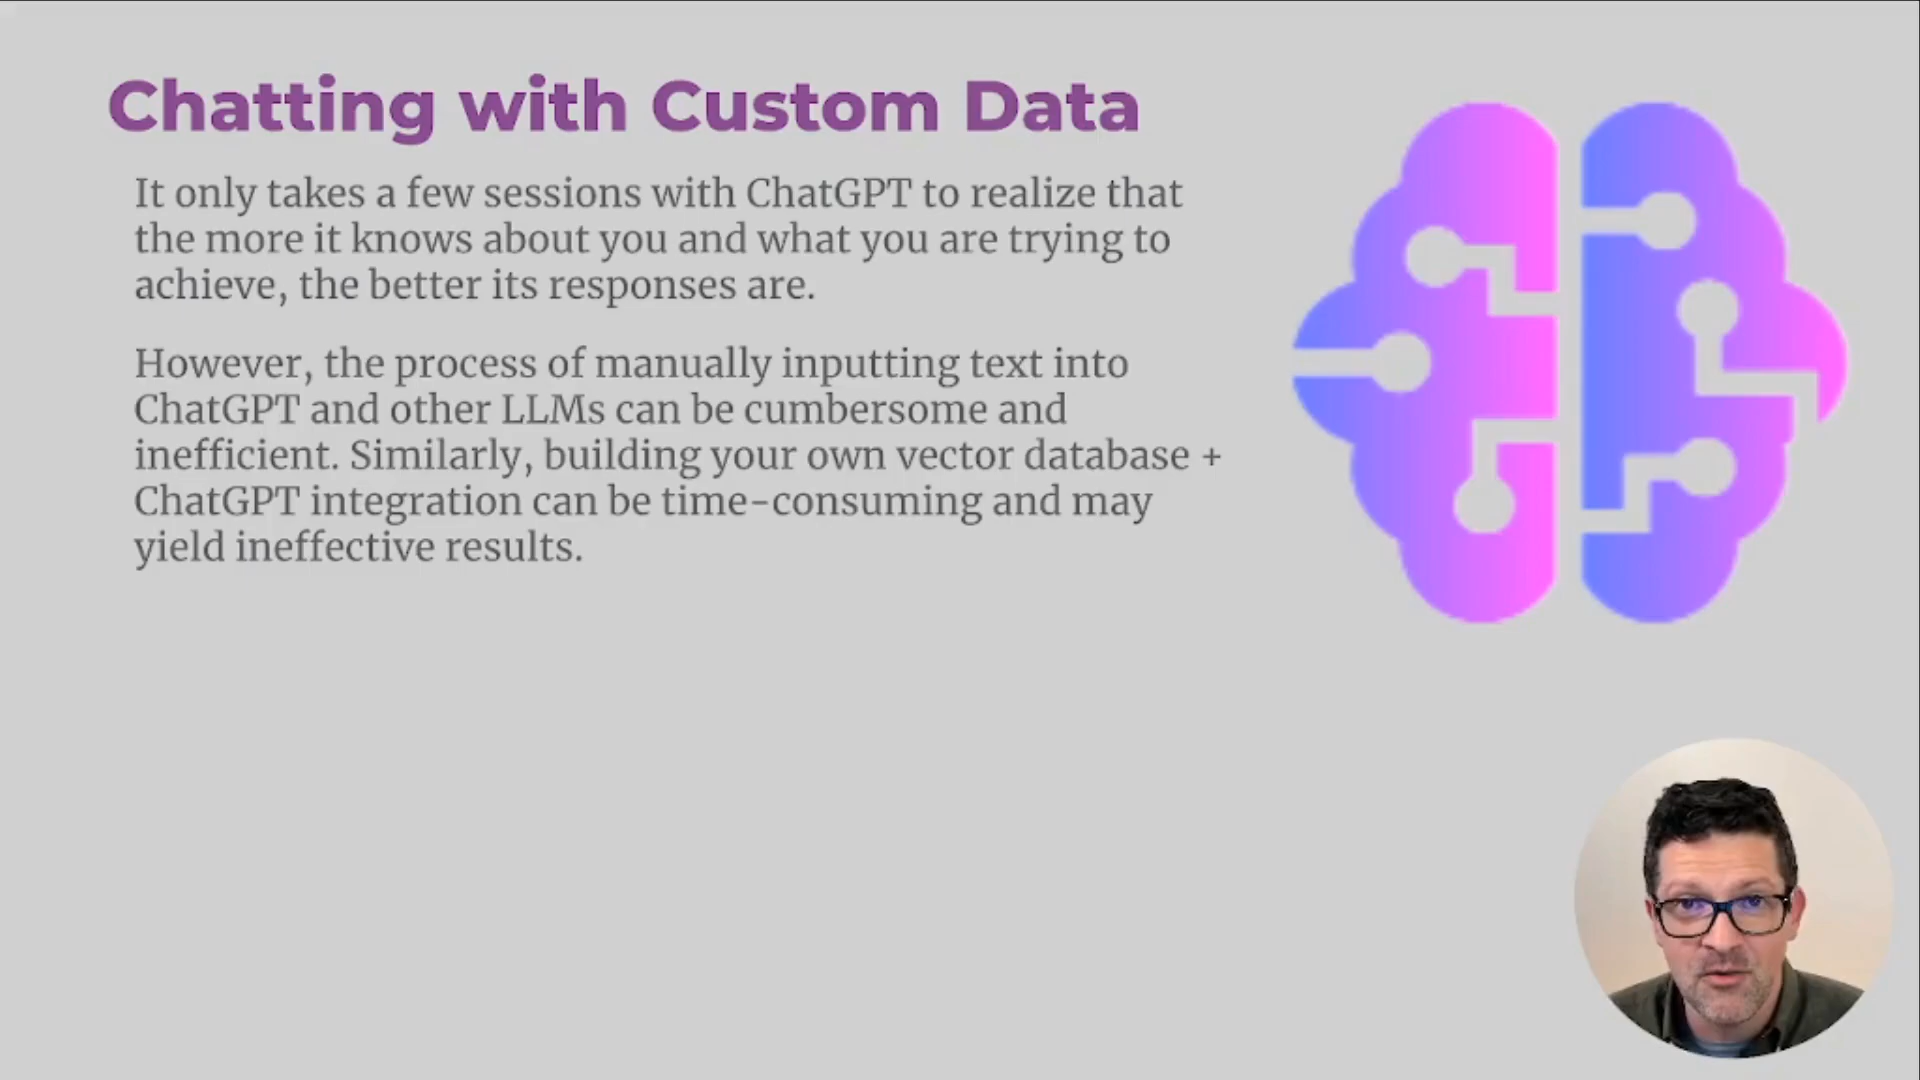 Chatting with Custom Data
It only takes a few sessions with ChatGPT to realize that
the more it knows about you and what you are trying to
achieve, the better its responses are.
However, the process of manually inputting text into
ChatGPT and other LLMs can be cumbersome and
inefficient. Similarly, building your own vector database +
ChatGPT integration can be time-consuming and may
yield ineffective results.